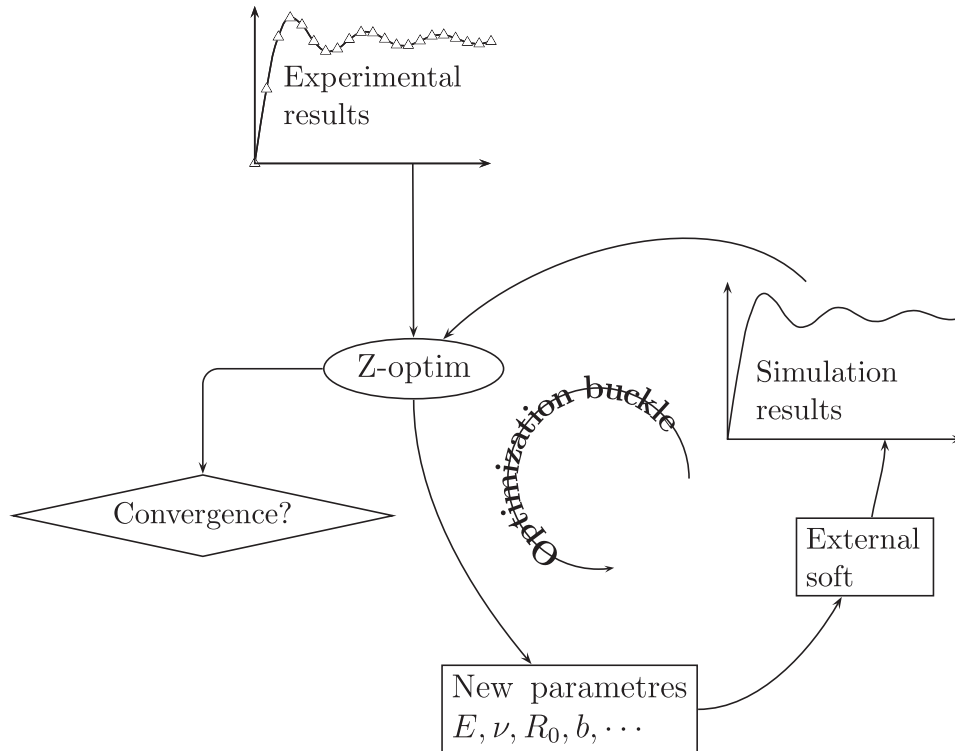 Experimental
results
Z-optim
Optimization buckle
Simulation
results
Convergence?
External
soft
New parametres
E, ν, R₀, b, ⋯